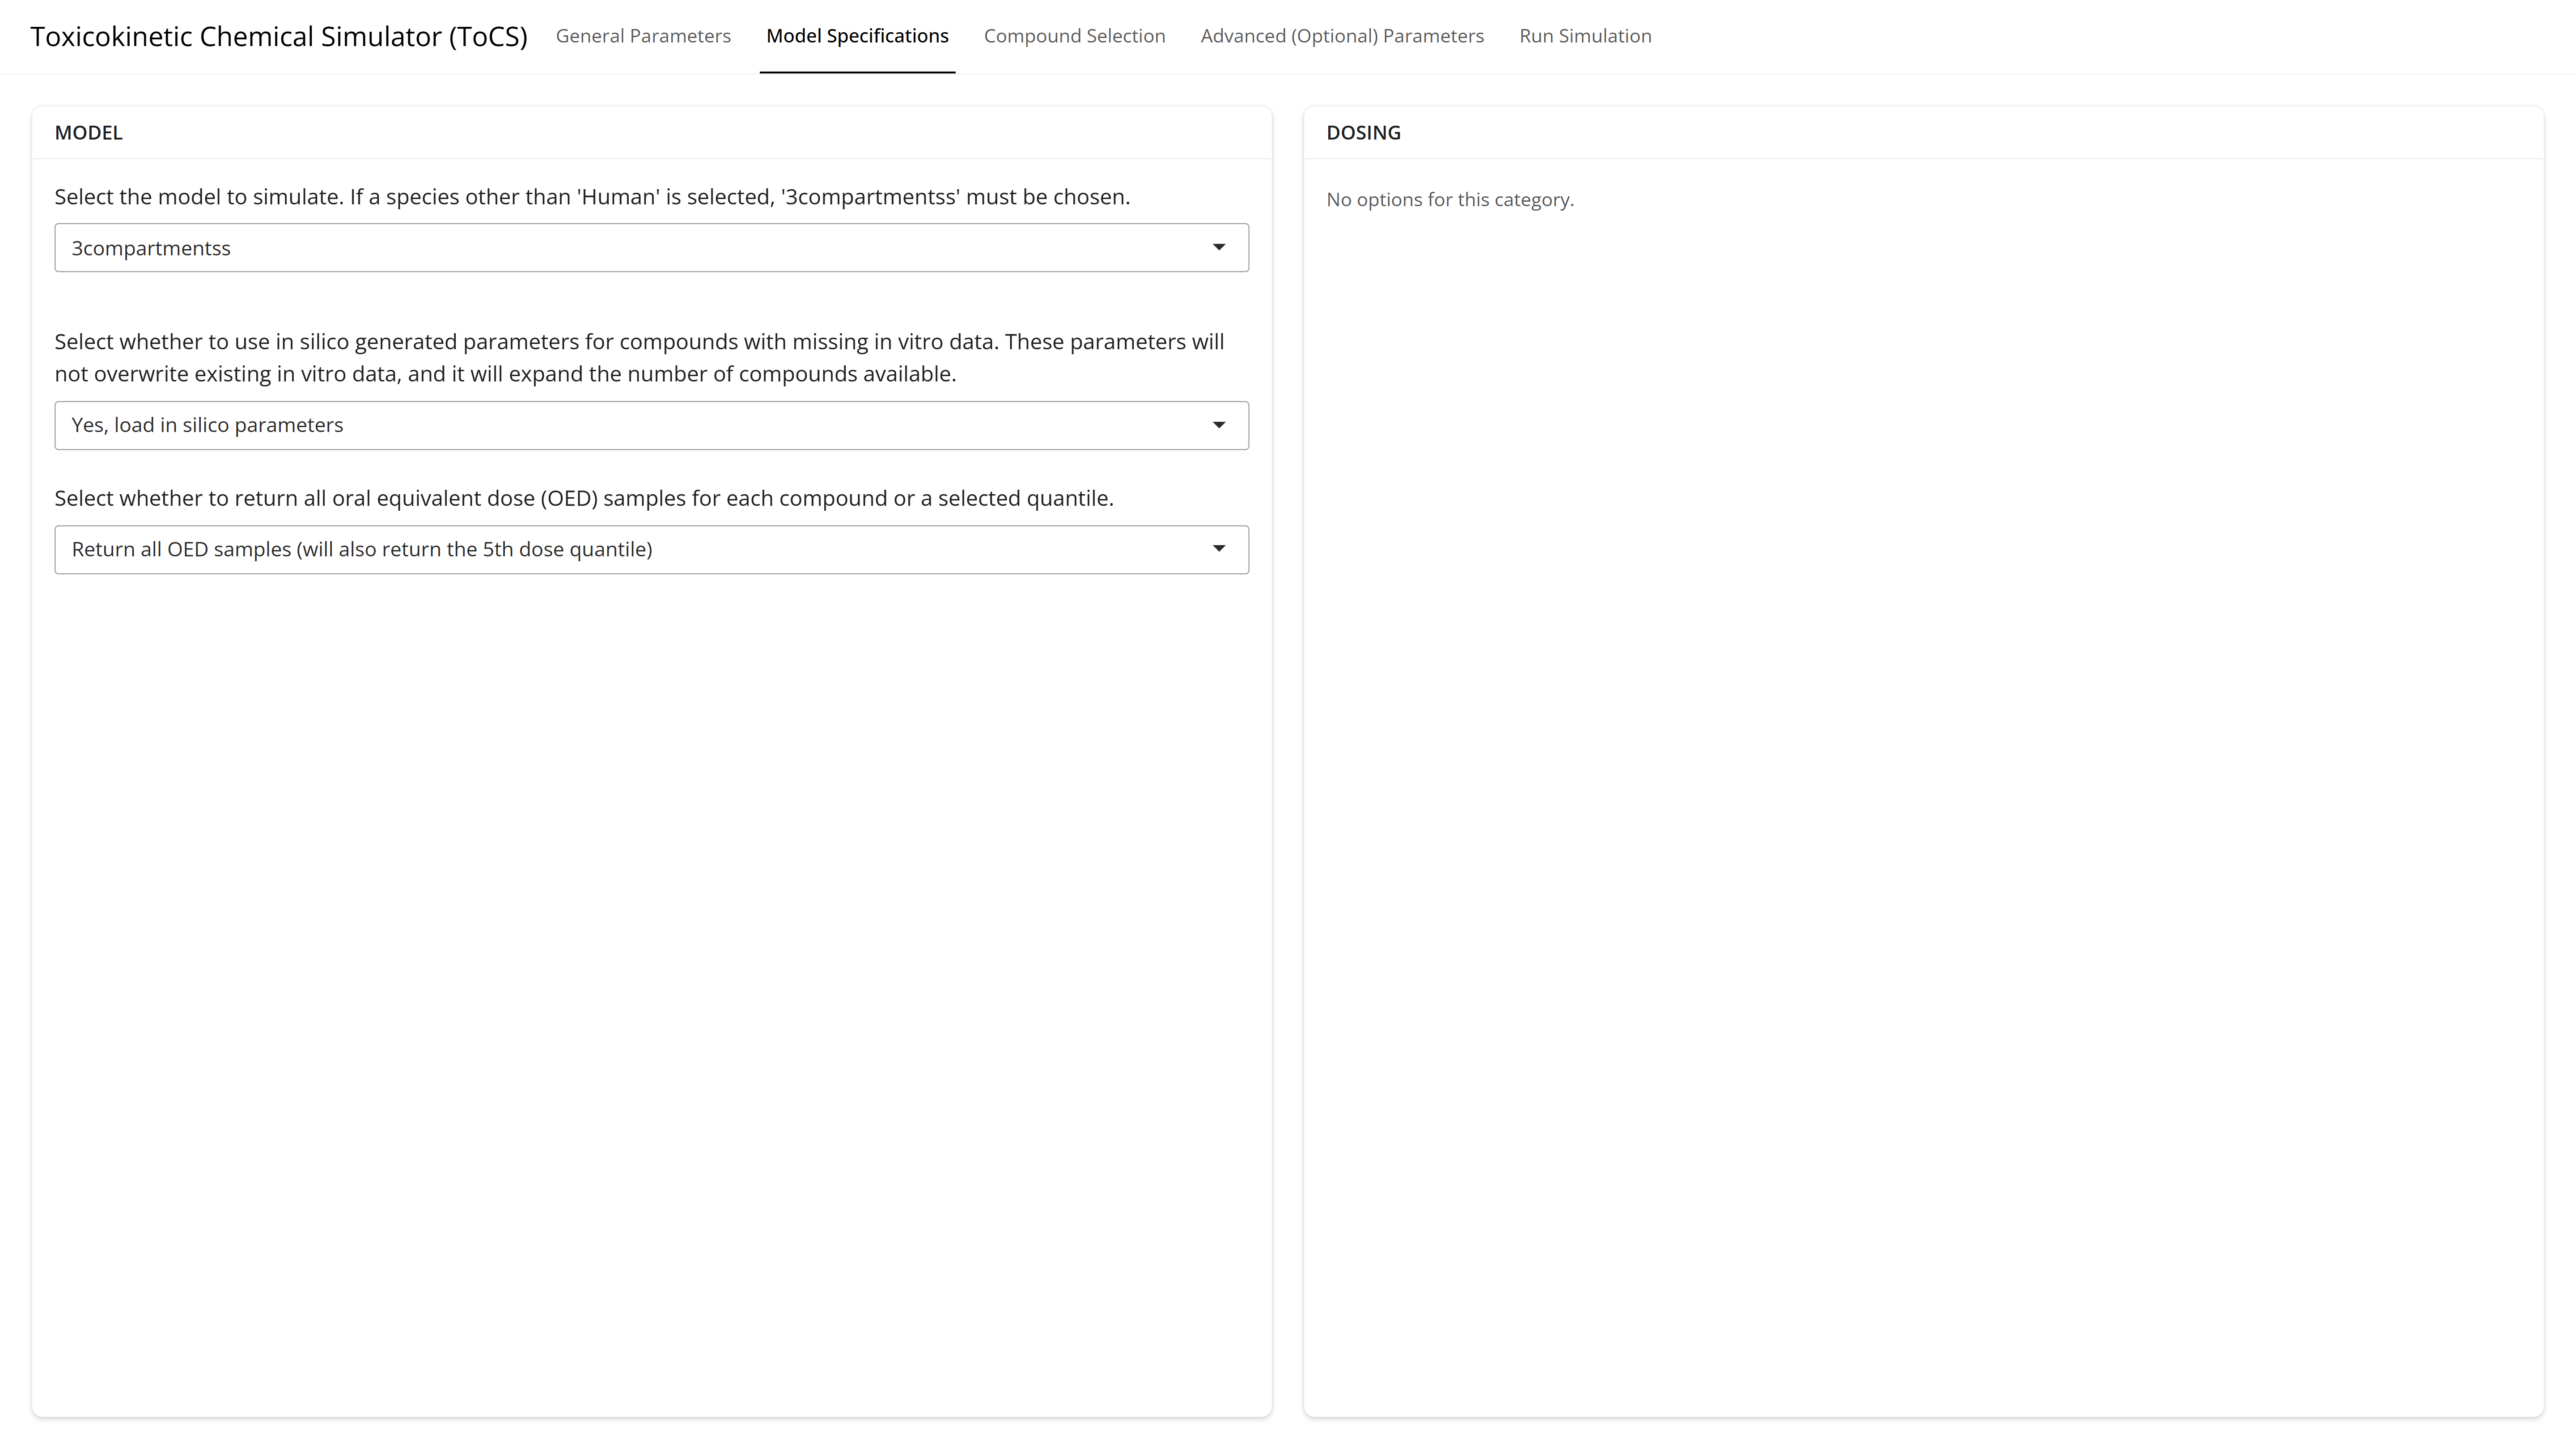 Toxicokinetic Chemical Simulator (ToCS) General Parameters Model Specifications Compound Selection Advanced (Optional) Parameters Run Simulation
MODEL
Select the model to simulate. If a species other than 'Human' is selected, '3compartmentss' must be chosen.
3compartmentss
Select whether to use in silico generated parameters for compounds with missing in vitro data. These parameters will
not overwrite existing in vitro data, and it will expand the number of compounds available.
Yes, load in silico parameters
Select whether to return all oral equivalent dose (OED) samples for each compound or a selected quantile.
Return all OED samples (will also return the 5th dose quantile)
DOSING
No options for this category.